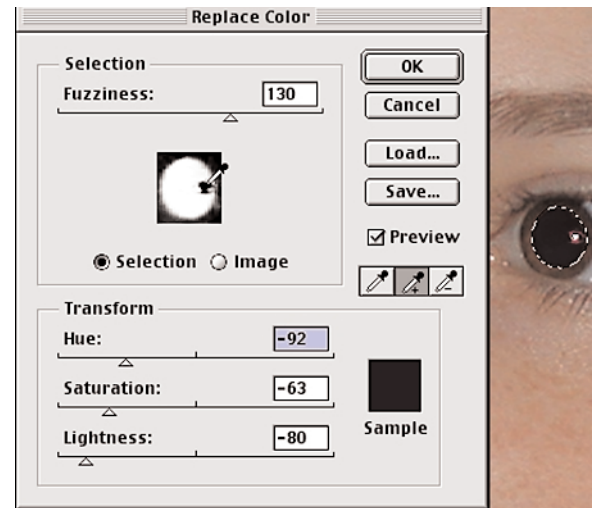 Replace Color
Selection
Fuzziness: 130
Selection Image
Transform
Hue: -92
Saturation: -63
Lightness: -80
Sample
OK
Cancel
Load...
Save...
Preview